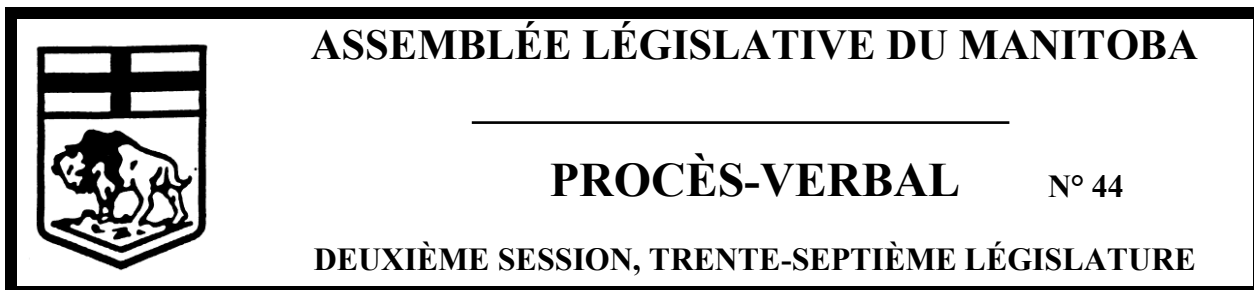 ASSEMBLÉE LÉGISLATIVE DU MANITOBA
PROCÈS-VERBAL N° 44
DEUXIÈME SESSION, TRENTE-SEPTIÈME LÉGISLATURE